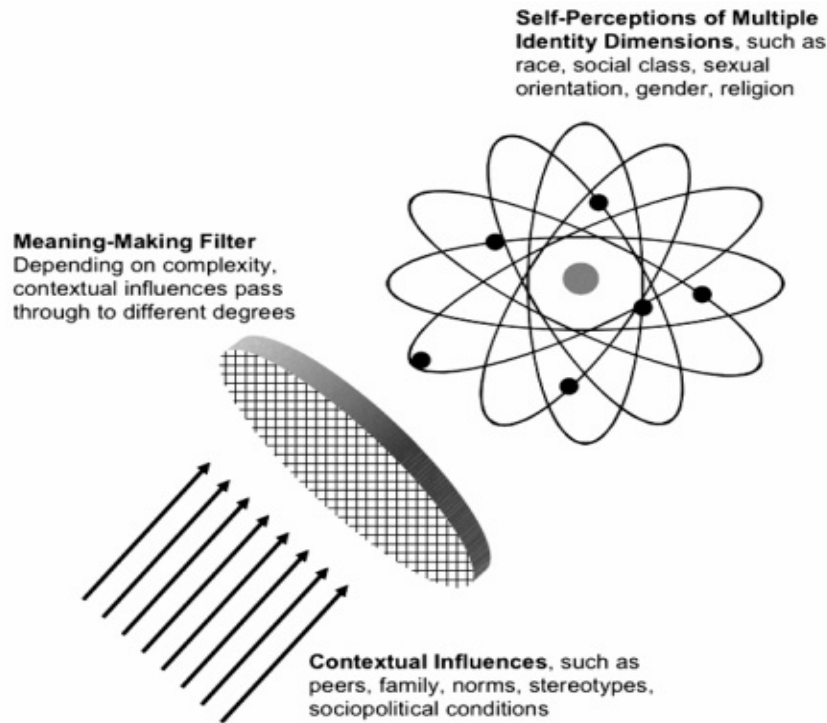 Self-Perceptions of Multiple
Identity Dimensions, such as
race, social class, sexual
orientation, gender, religion
Meaning-Making Filter
Depending on complexity,
contextual influences pass
through to different degrees
Contextual Influences, such as
peers, family, norms, stereotypes,
sociopolitical conditions